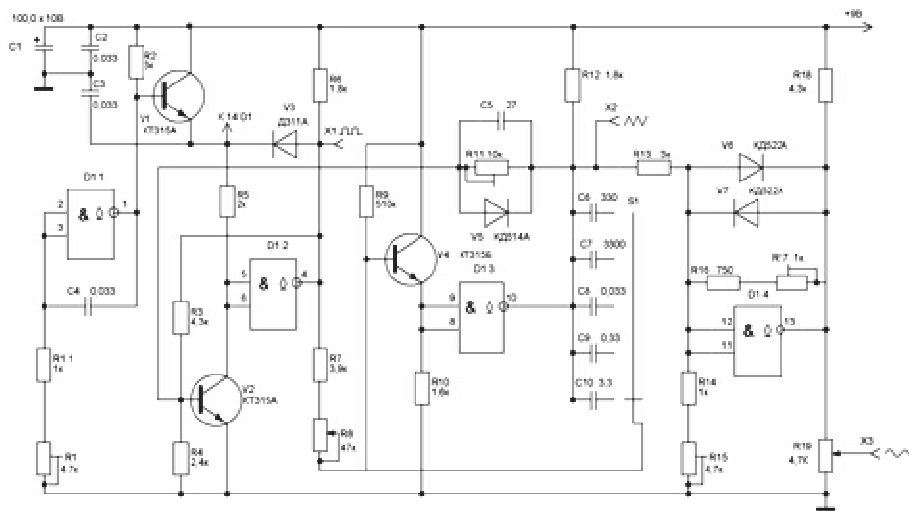 100,0 x 10В
C1
+
C2
0,033
C3
0,033
R2
3к
V1
КТ315А
К 14 D1
V3
Д311А
R6
1,8к
X1
R12 1,8к
X2
C5 27
R11 10к
V5 КД514А
R13 3к
V6 КД522А
V7 КД522А
R18
4,3к
+9В
D1.1
2
3
&
1
C4 0,033
R1.1
1к
R1
4,7к
R5
2к
D1.2
5
6
&
4
R3
4,3к
V2
КТ315А
R4
2,4к
R7
3,9к
R8
47к
R9
510к
V4 КТ315Б
D1.3
9
8
&
10
R10
1,6к
C6 330
C7 3300
C8 0,033
C9 0,33
C10 3,3
S1
R16 750
R17 1к
D1.4
12
11
&
13
R14
1к
R15
4,7к
R19
4,7К
X3